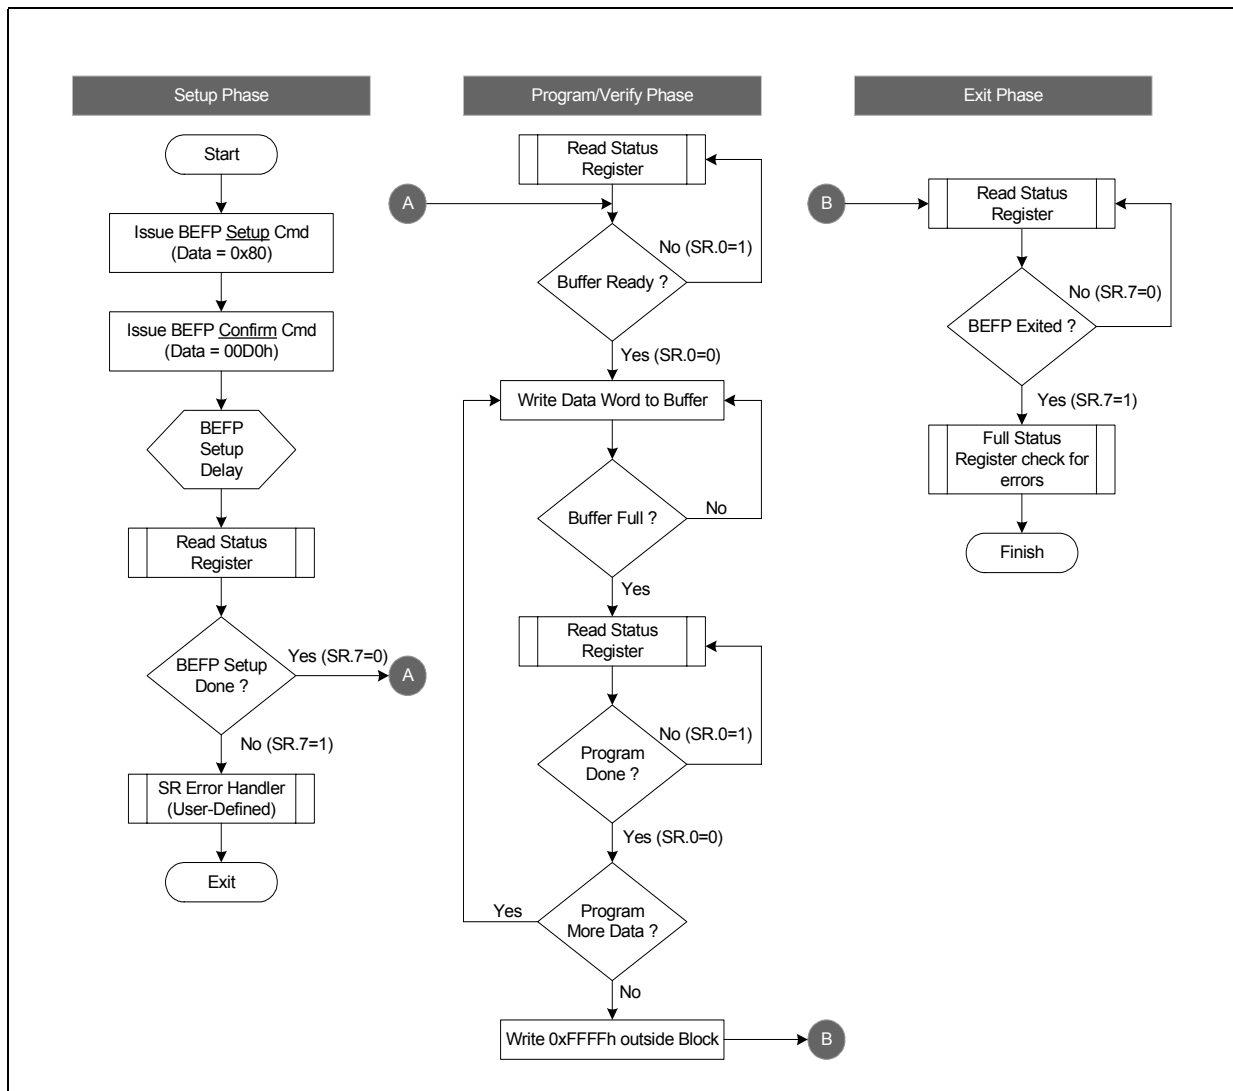 Setup Phase
Start
Issue BEFP Setup Cmd
(Data = 0x80)
Issue BEFP Confirm Cmd
(Data = 00D0h)
BEFP
Setup
Delay
Read Status
Register
BEFP Setup
Done ?
Yes (SR.7=0)
A
No (SR.7=1)
SR Error Handler
(User-Defined)
Exit
Program/Verify Phase
Read Status
Register
A
Buffer Ready ?
No (SR.0=1)
Yes (SR.0=0)
Write Data Word to Buffer
Buffer Full ?
No
Yes
Read Status
Register
Program
Done ?
No (SR.0=1)
Yes (SR.0=0)
Program
More Data ?
Yes
No
Write 0xFFFFh outside Block
B
Exit Phase
B
Read Status
Register
BEFP Exited ?
No (SR.7=0)
Yes (SR.7=1)
Full Status
Register check for
errors
Finish